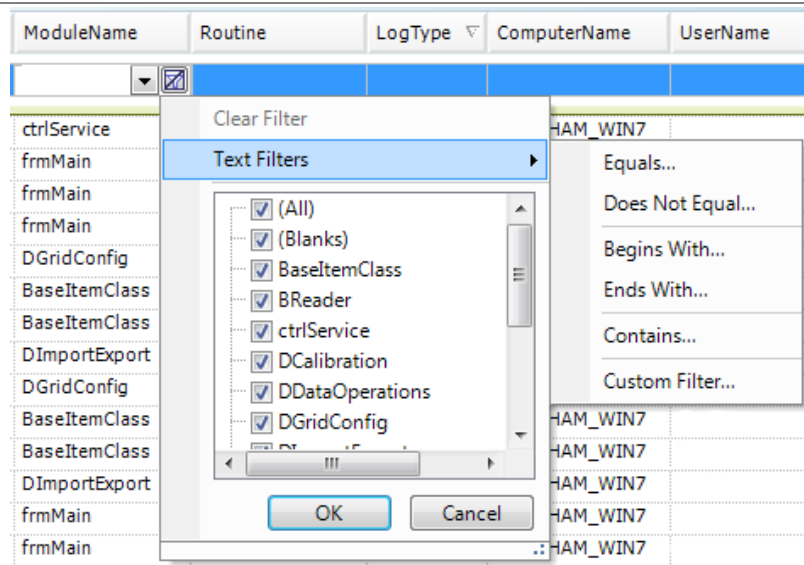 ModuleName Routine LogType ComputerName UserName
Clear Filter
ctrlService HAM_WIN7
frmMain Text Filters Equals...
frmMain (All) Does Not Equal...
frmMain (Blanks)
DGridConfig BaseItemClass Begins With...
BaseItemClass BReader Ends With...
BaseItemClass ctrlService Contains...
DImportExport DCalibration
DGridConfig DDataOperations Custom Filter...
BaseItemClass DGridConfig HAM_WIN7
BaseItemClass HAM_WIN7
DImportExport HAM_WIN7
frmMain OK Cancel HAM_WIN7
frmMain HAM_WIN7